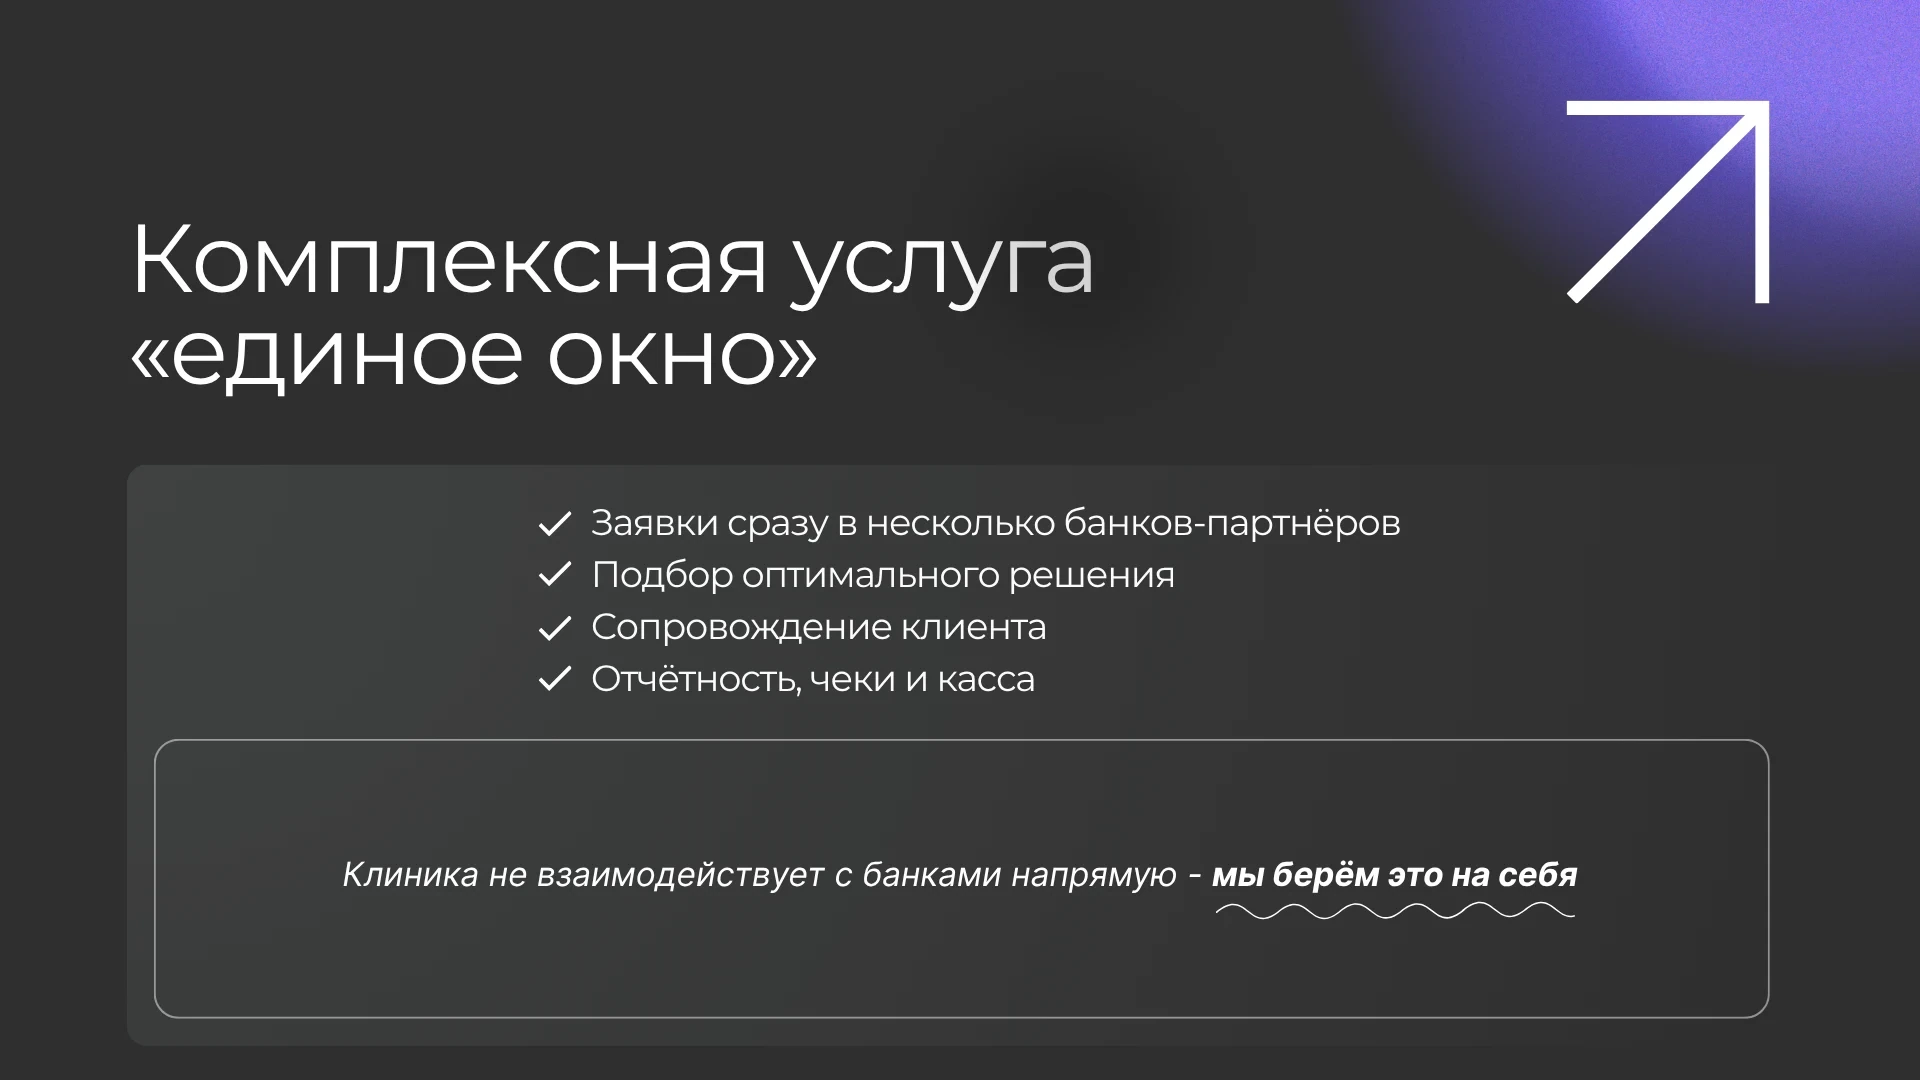 Комплексная услуга
«единое окно»
Заявки сразу в несколько банков-партнёров
Подбор оптимального решения
Сопровождение клиента
Отчётность, чеки и касса
Клиника не взаимодействует с банками напрямую - мы берём это на себя